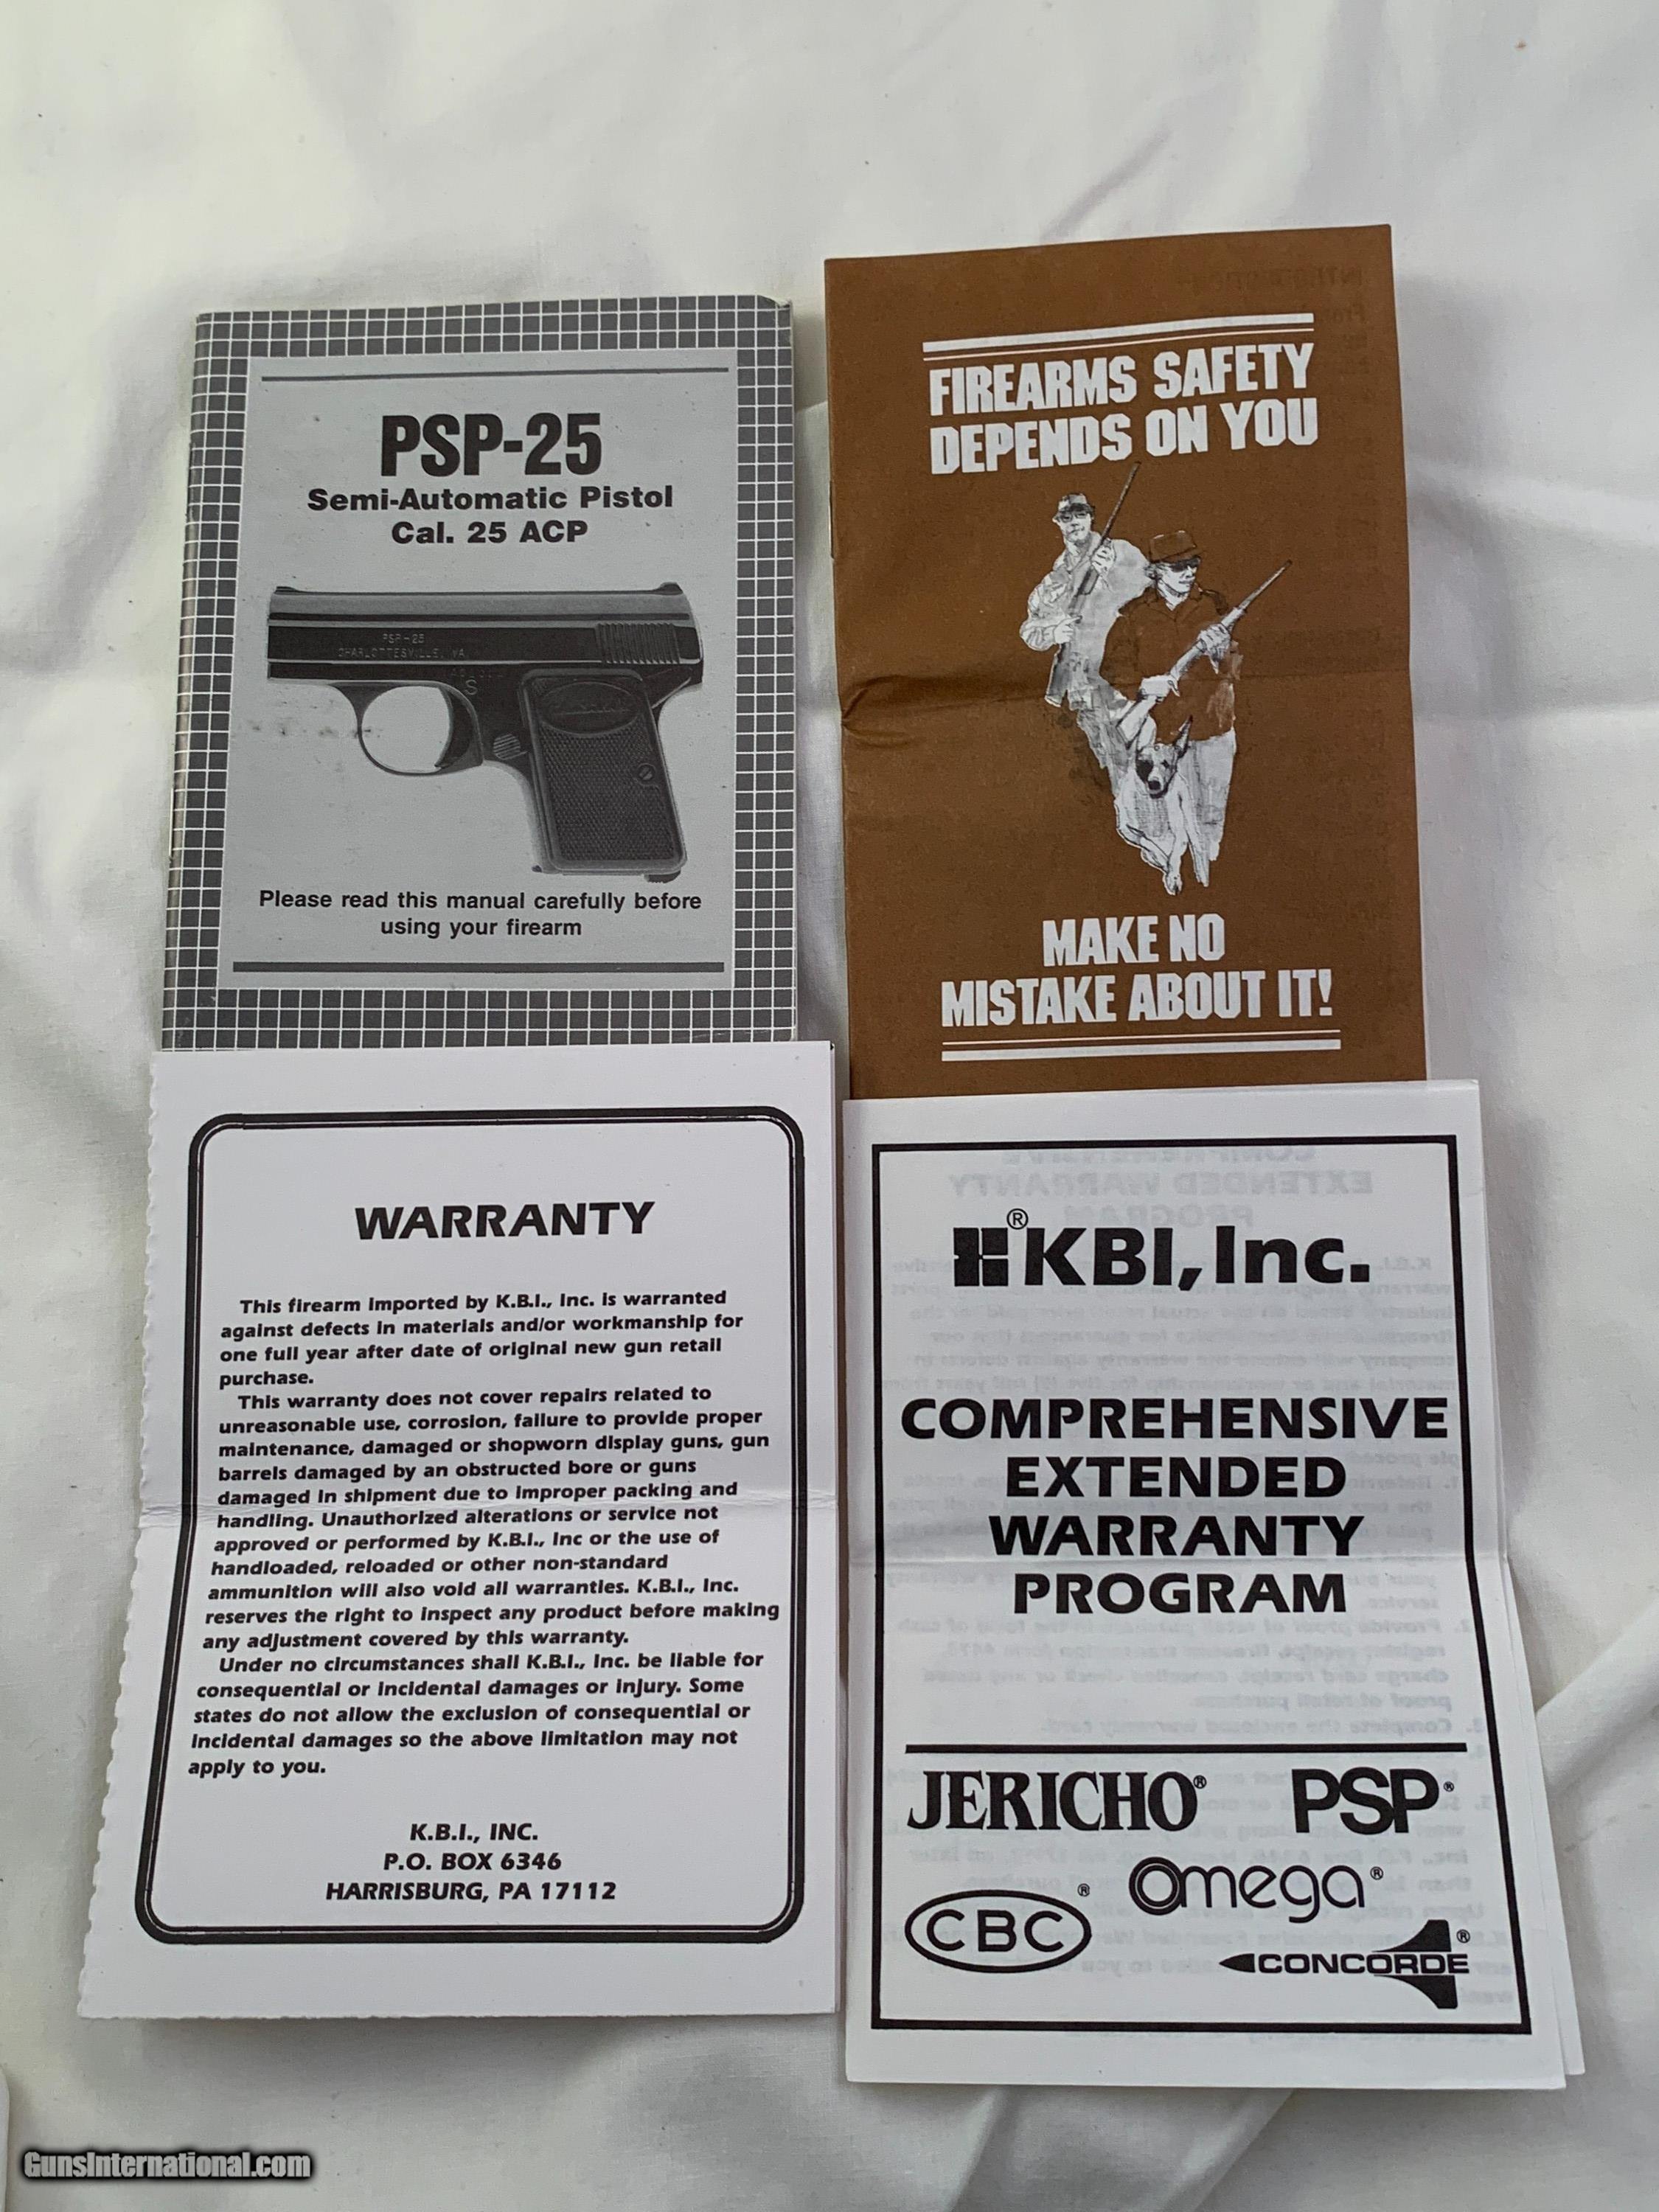 PSP-25
Semi-Automatic Pistol
Cal. 25 ACP
PSP-25
CHARLOTTESVILLE, VA.
S
Please read this manual carefully before
using your firearm
FIREARMS SAFETY
DEPENDS ON YOU
MAKE NO
MISTAKE ABOUT IT!
WARRANTY
This firearm imported by K.B.I., Inc. is warranted
against defects in materials and/or workmanship for
one full year after date of original new gun retail
purchase.
This warranty does not cover repairs related to
unreasonable use, corrosion, failure to provide proper
maintenance, damaged or shopworn display guns, gun
barrels damaged by an obstructed bore or guns
damaged in shipment due to improper packing and
handling. Unauthorized alterations or service not
approved or performed by K.B.I., Inc or the use of
handloaded, reloaded or other non-standard
ammunition will also void all warranties. K.B.I., Inc.
reserves the right to inspect any product before making
any adjustment covered by this warranty.
Under no circumstances shall K.B.I., Inc. be liable for
consequential or incidental damages or injury. Some
states do not allow the exclusion of consequential or
incidental damages so the above limitation may not
apply to you.
K.B.I., INC.
P.O. BOX 6346
HARRISBURG, PA 17112
® KBI, Inc.
COMPREHENSIVE
EXTENDED
WARRANTY
PROGRAM
JERICHO® PSP®
Omega®
CBC®
CONCORDE®
GunsInternational.com